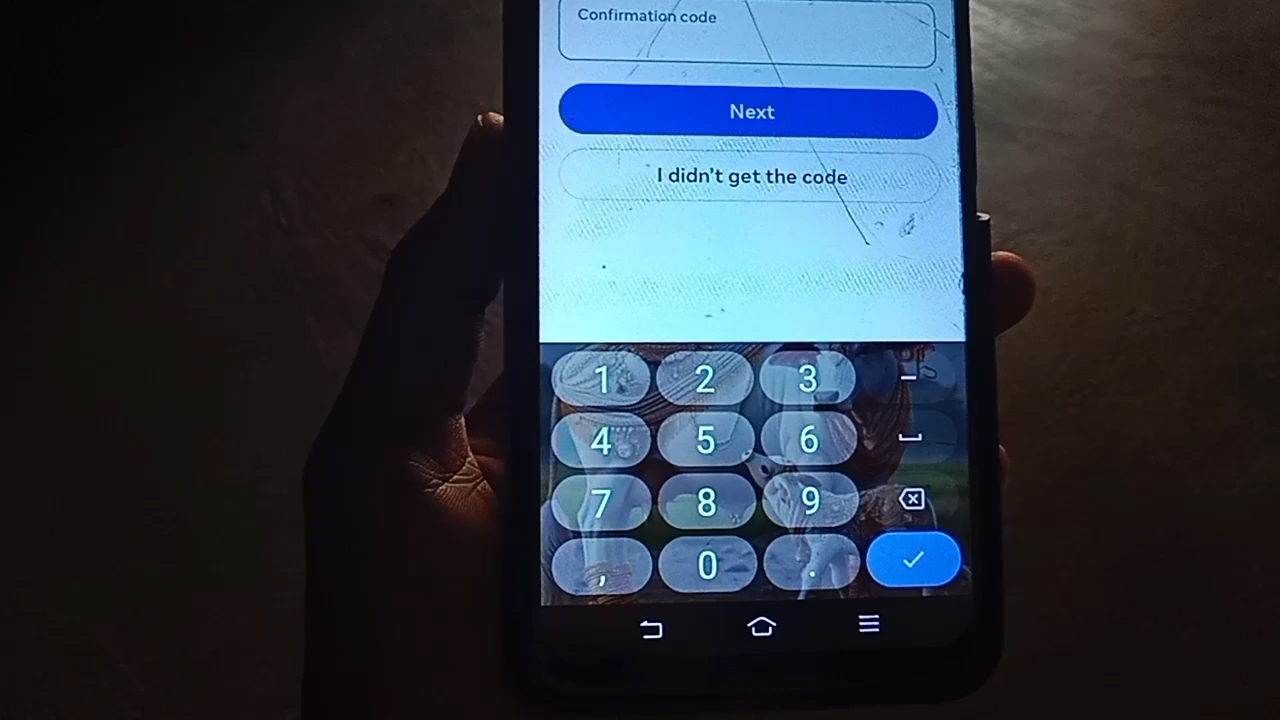 Confirmation code
Next
I didn't get the code
1 2 3 -
4 5 6
7 8 9
, 0 .